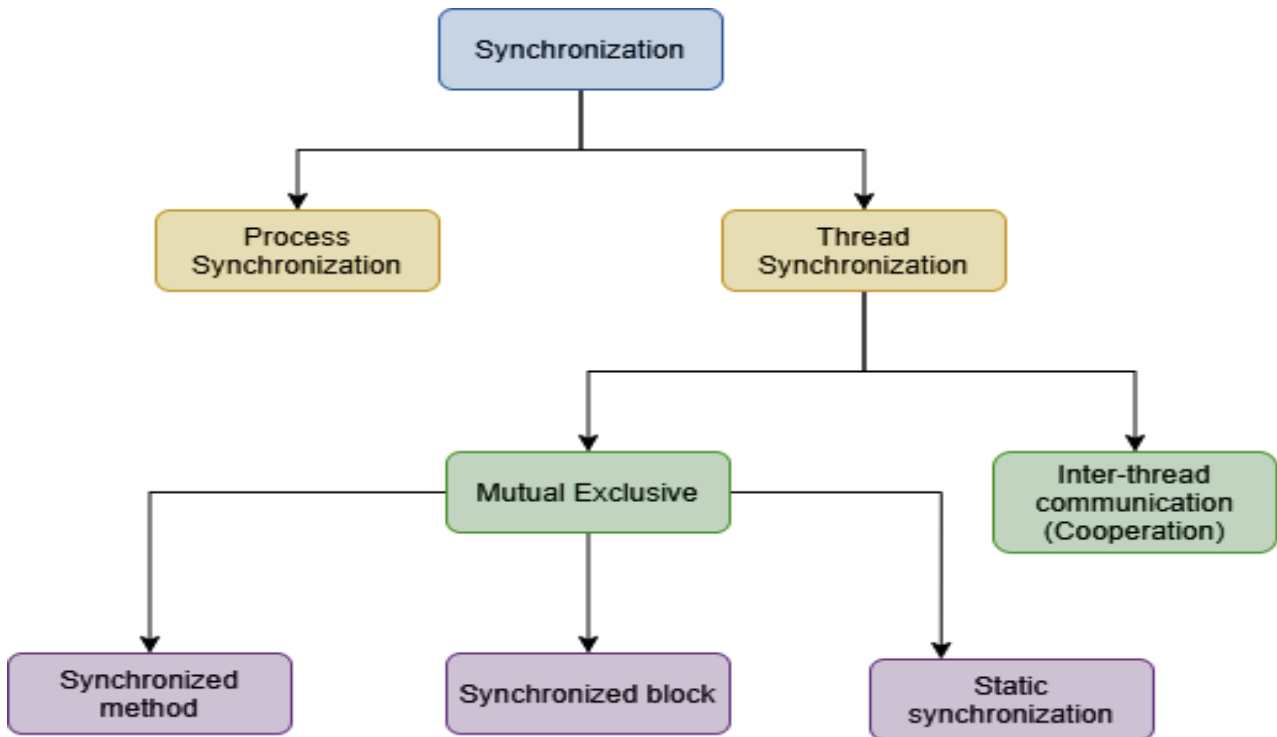 Synchronization
Process
Synchronization
Thread
Synchronization
Mutual Exclusive
Inter-thread
communication
(Cooperation)
Synchronized
method
Synchronized block
Static
synchronization